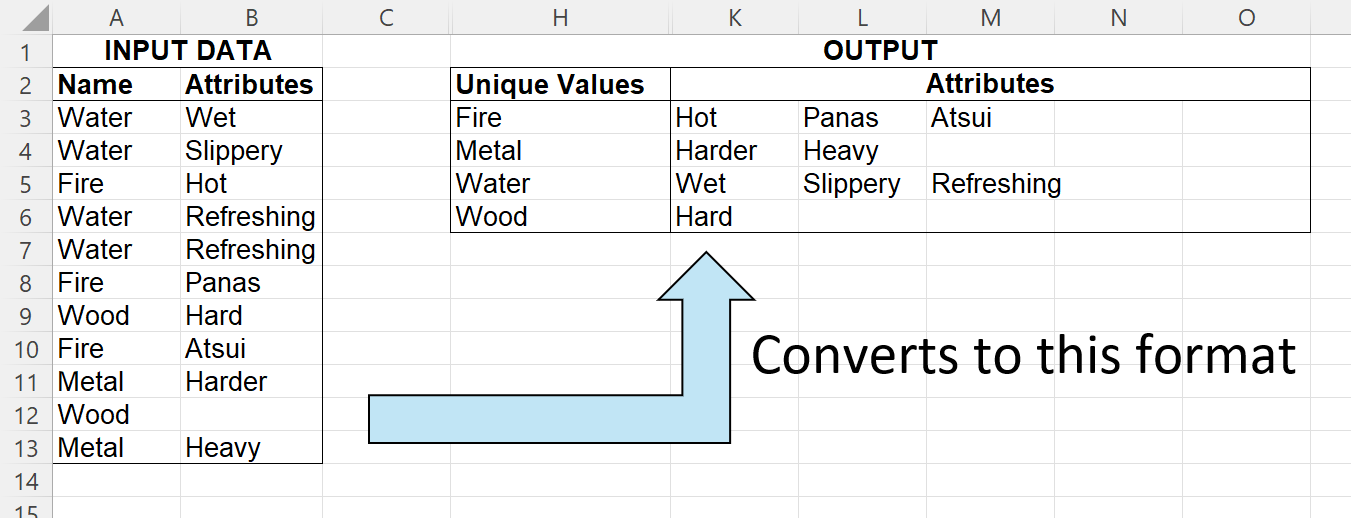 A B C H K L M N O
1 INPUT DATA OUTPUT
2 Name Attributes Unique Values Attributes
3 Water Wet Fire Hot Panas Atsui
4 Water Slippery Metal Harder Heavy
5 Fire Hot Water Wet Slippery Refreshing
6 Water Refreshing Wood Hard
7 Water Refreshing
8 Fire Panas
9 Wood Hard
10 Fire Atsui
Converts to this format
11 Metal Harder
12 Wood
13 Metal Heavy
14
15